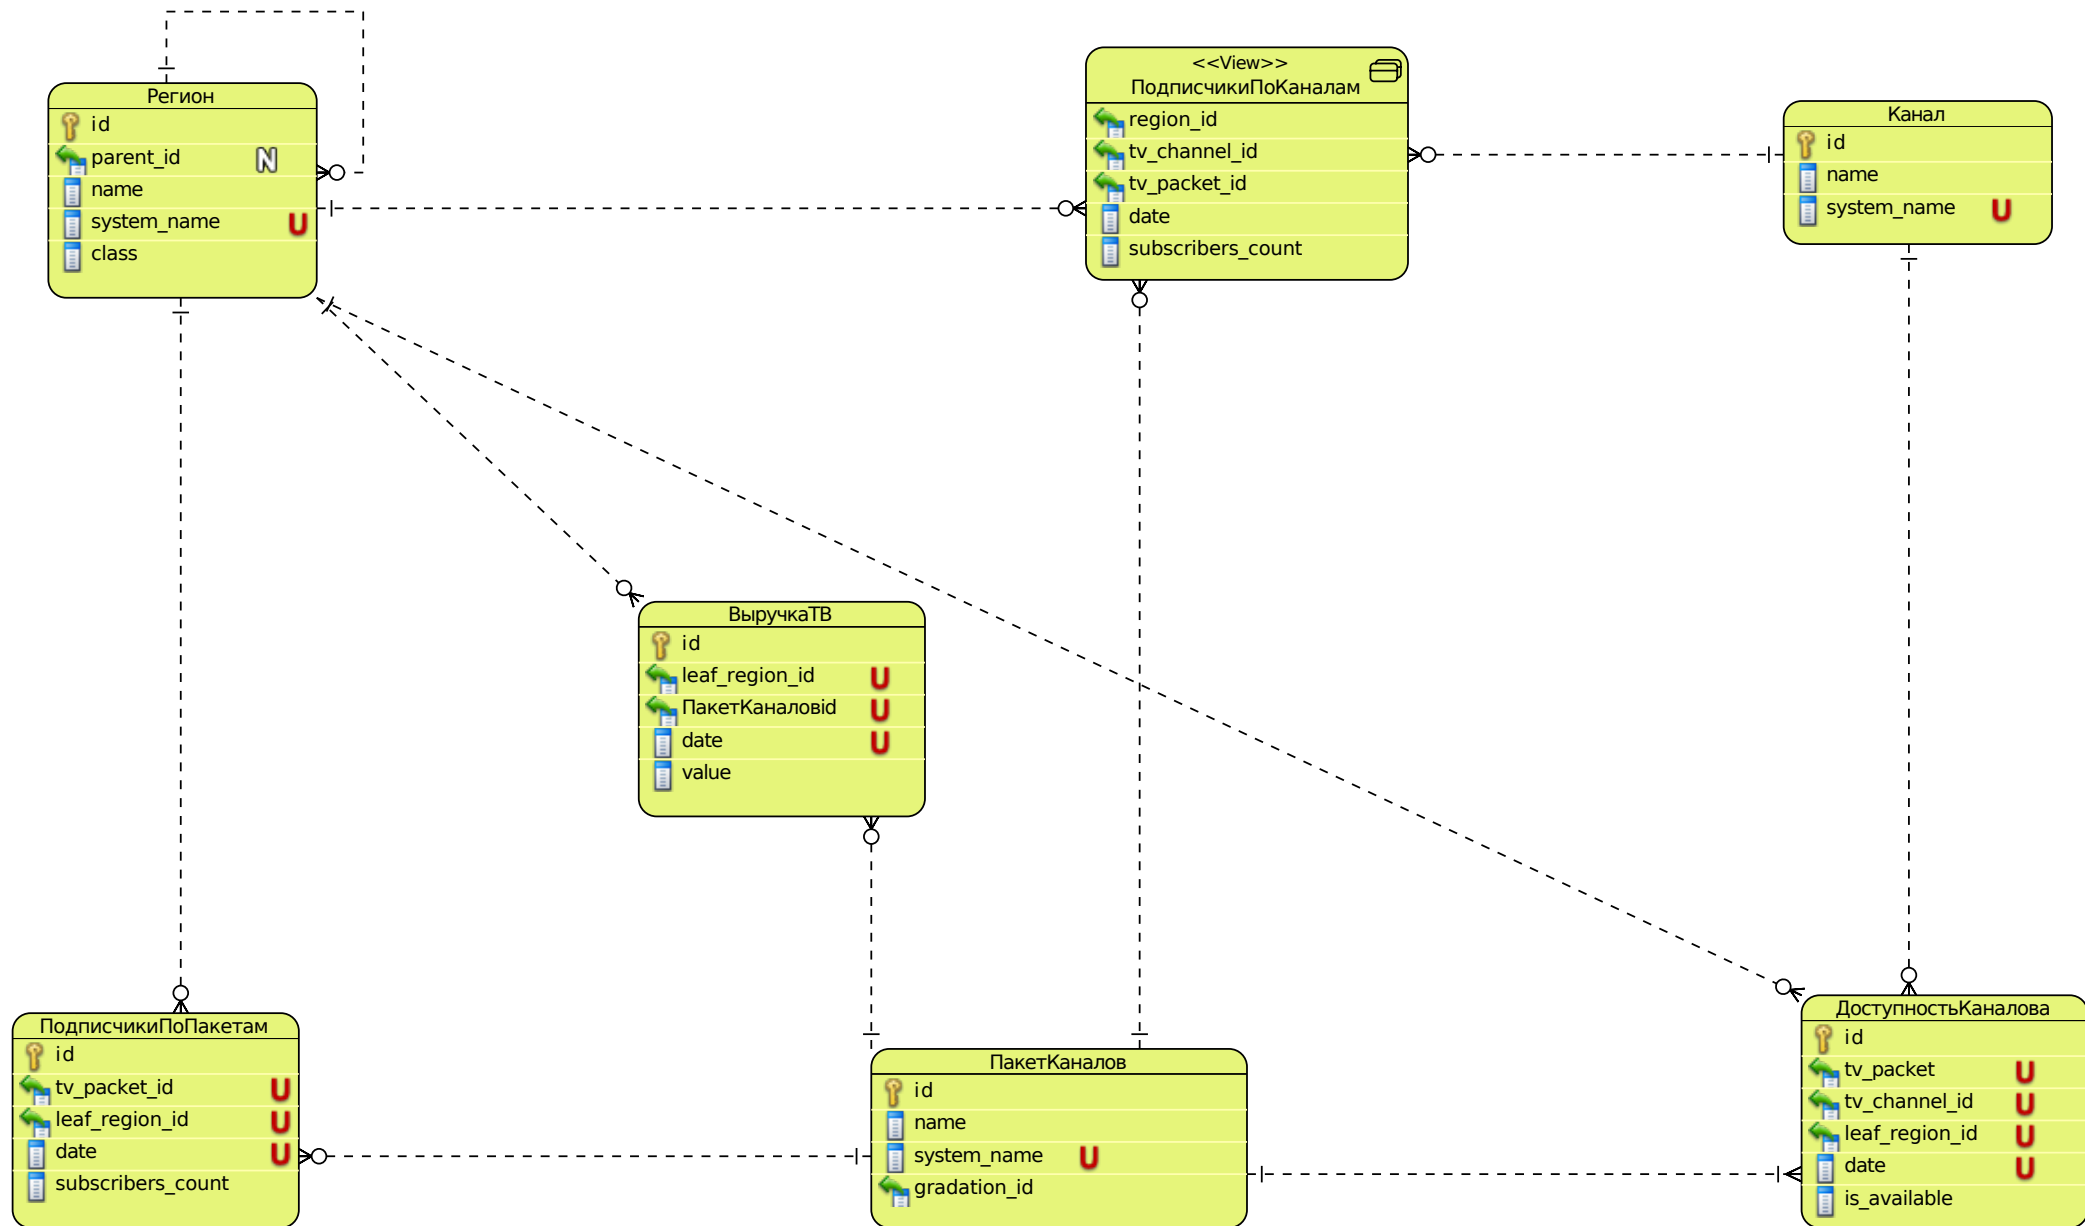 Регион
id
parent_id N
name
system_name U
class
<<View>>
ПодписчикиПоКаналам
region_id
tv_channel_id
tv_packet_id
date
subscribers_count
Канал
id
name
system_name U
ВыручкаТВ
id
leaf_region_id U
ПакетКаналовid U
date U
value
ПодписчикиПоПакетам
id
tv_packet_id U
leaf_region_id U
date U
subscribers_count
ПакетКаналов
id
name
system_name U
gradation_id
ДоступностьКаналова
id
tv_packet U
tv_channel_id U
leaf_region_id U
date U
is_available